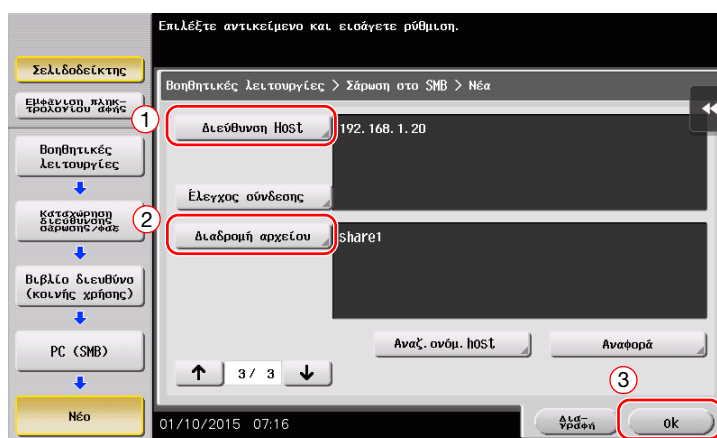 Επιλέξτε αντικείμενο και εισάγετε ρύθμιση.
Σελιδοδείκτης
Εμφάνιση πληκ-
τρολογίου αφής
Βοηθητικές λειτουργίες > Σάρωση στο SMB > Νέα
1
Διεύθυνση Host
192.168.1.20
Βοηθητικές
λειτουργίες
Έλεγχος σύνδεσης
Καταχώρηση
διεύθυνσης
σάρωσης/φαξ
2
Διαδρομή αρχείου
share1
Βιβλίο διευθύνσ
(κοινής χρήσης)
PC (SMB)
Αναζ. ονόμ. host
Αναφορά
↑ 3/ 3 ↓
3
Νέο
01/10/2015 07:16
Δια-
γραφή
ok